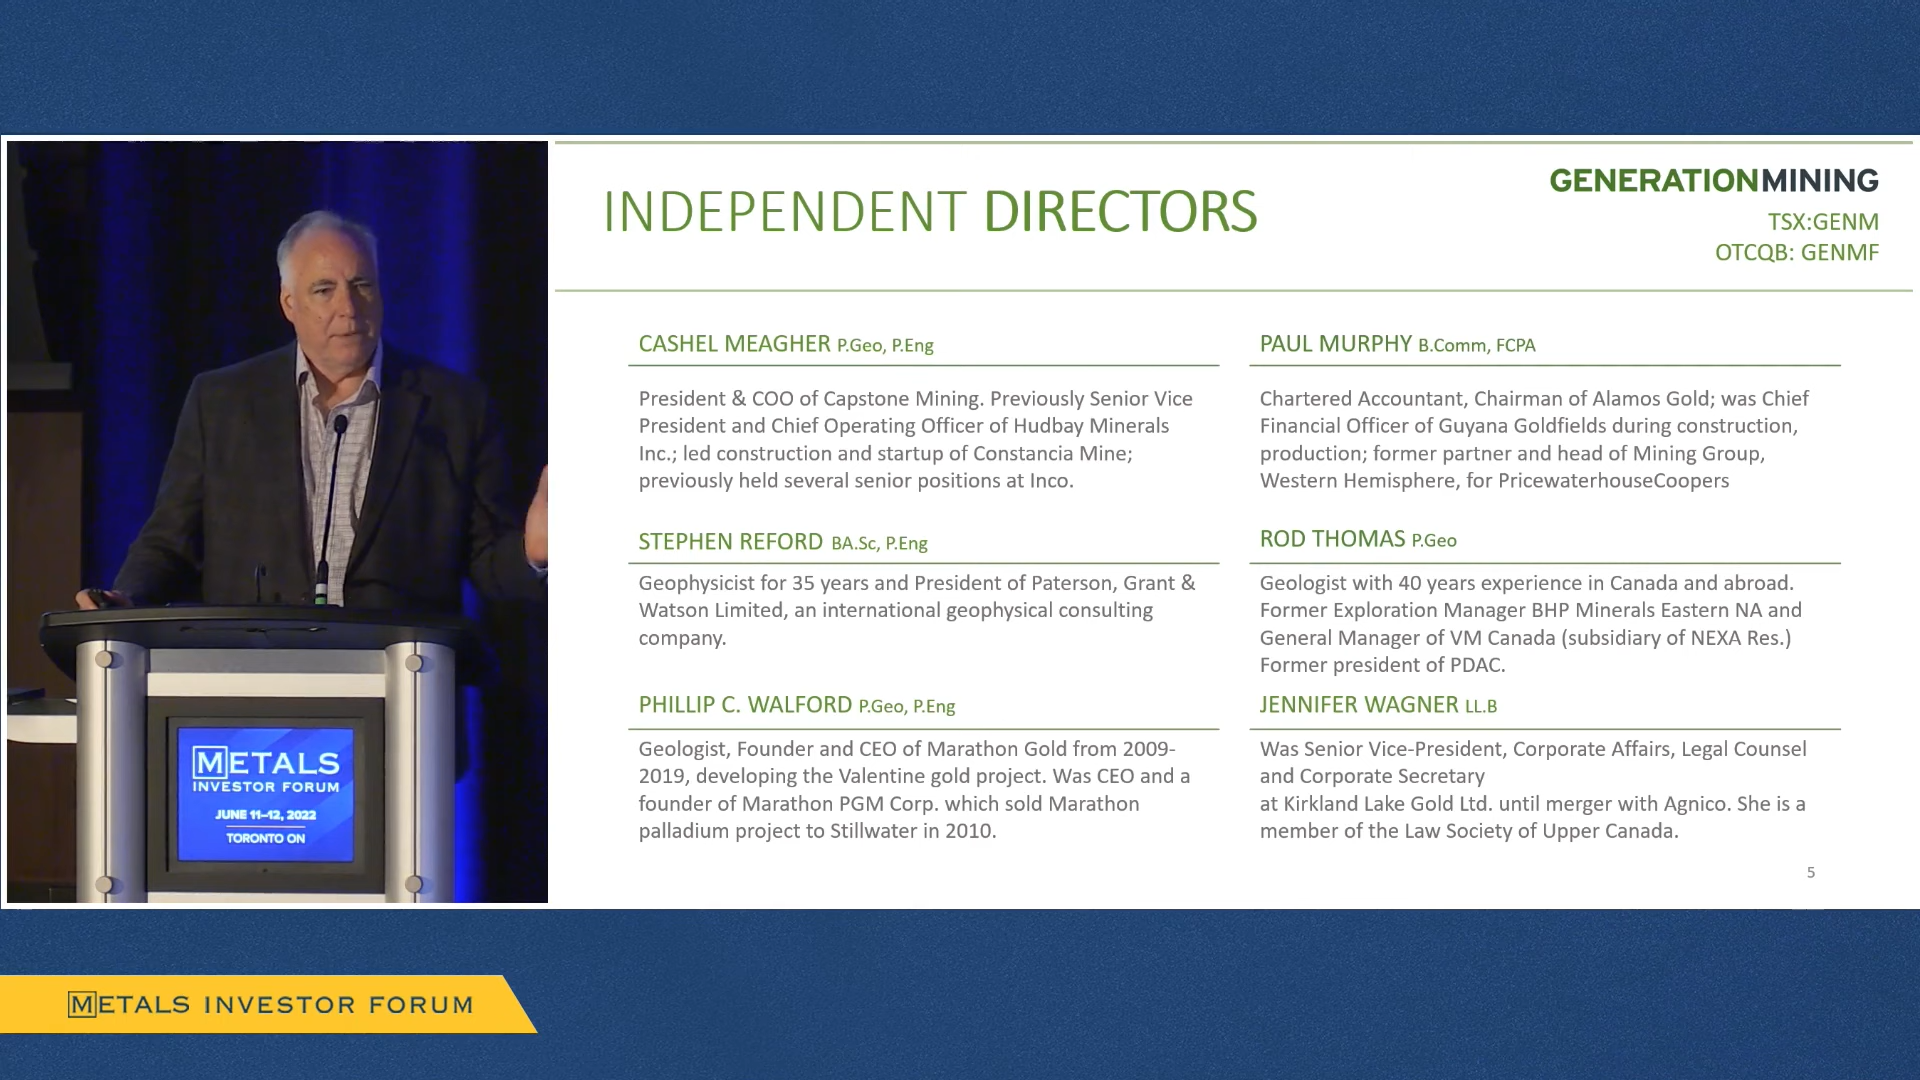 INDEPENDENT DIRECTORS
GENERATIONMINING
TSX:GENM
OTCQB: GENMF
CASHEL MEAGHER P.Geo, P.Eng
President & COO of Capstone Mining. Previously Senior Vice
President and Chief Operating Officer of Hudbay Minerals
Inc.; led construction and startup of Constancia Mine;
previously held several senior positions at Inco.
PAUL MURPHY B.Comm, FCPA
Chartered Accountant, Chairman of Alamos Gold; was Chief
Financial Officer of Guyana Goldfields during construction,
production; former partner and head of Mining Group,
Western Hemisphere, for PricewaterhouseCoopers
STEPHEN REFORD BA.Sc, P.Eng
Geophysicist for 35 years and President of Paterson, Grant &
Watson Limited, an international geophysical consulting
company.
ROD THOMAS P.Geo
Geologist with 40 years experience in Canada and abroad.
Former Exploration Manager BHP Minerals Eastern NA and
General Manager of VM Canada (subsidiary of NEXA Res.)
Former president of PDAC.
PHILLIP C. WALFORD P.Geo, P.Eng
Geologist, Founder and CEO of Marathon Gold from 2009-
2019, developing the Valentine gold project. Was CEO and a
founder of Marathon PGM Corp. which sold Marathon
palladium project to Stillwater in 2010.
JENNIFER WAGNER LL.B
Was Senior Vice-President, Corporate Affairs, Legal Counsel
and Corporate Secretary
at Kirkland Lake Gold Ltd. until merger with Agnico. She is a
member of the Law Society of Upper Canada.
5
METALS
INVESTOR FORUM
JUNE 11–12, 2022
TORONTO ON
METALS INVESTOR FORUM